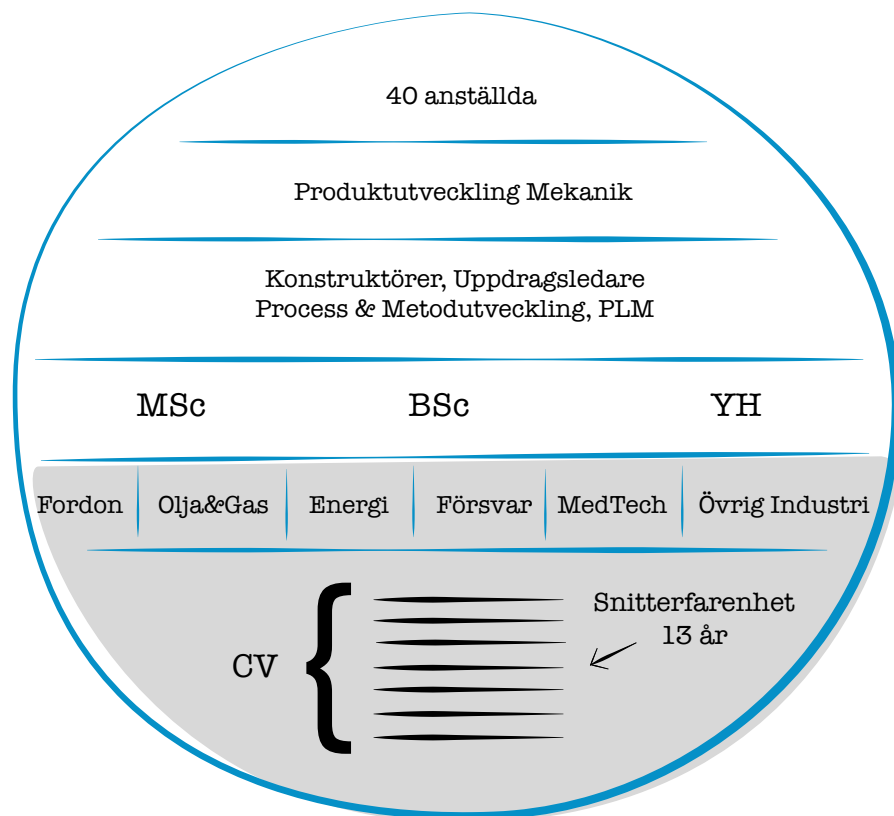 40 anställda
Produktutveckling Mekanik
Konstruktörer, Uppdragsledare
Process & Metodutveckling, PLM
MSc BSc YH
Fordon Olja&Gas Energi Försvar MedTech Övrig Industri
Snitterfarenhet
13 år
CV